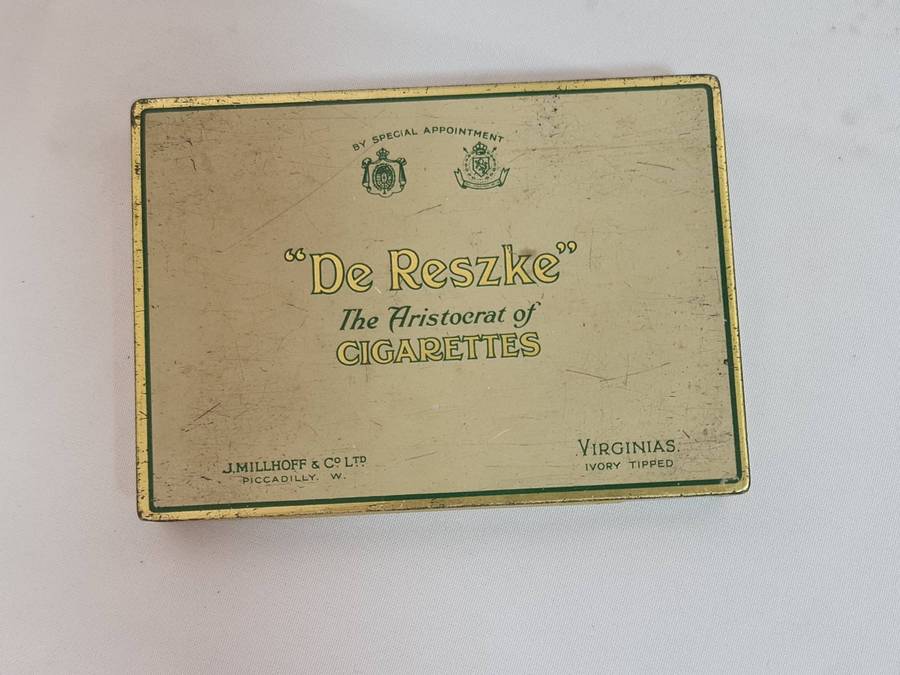 BY SPECIAL APPOINTMENT
“De Reszke”
The Aristocrat of
CIGARETTES
J. MILLHOFF & Co LTD
PICCADILLY. W.
VIRGINIAS.
IVORY TIPPED